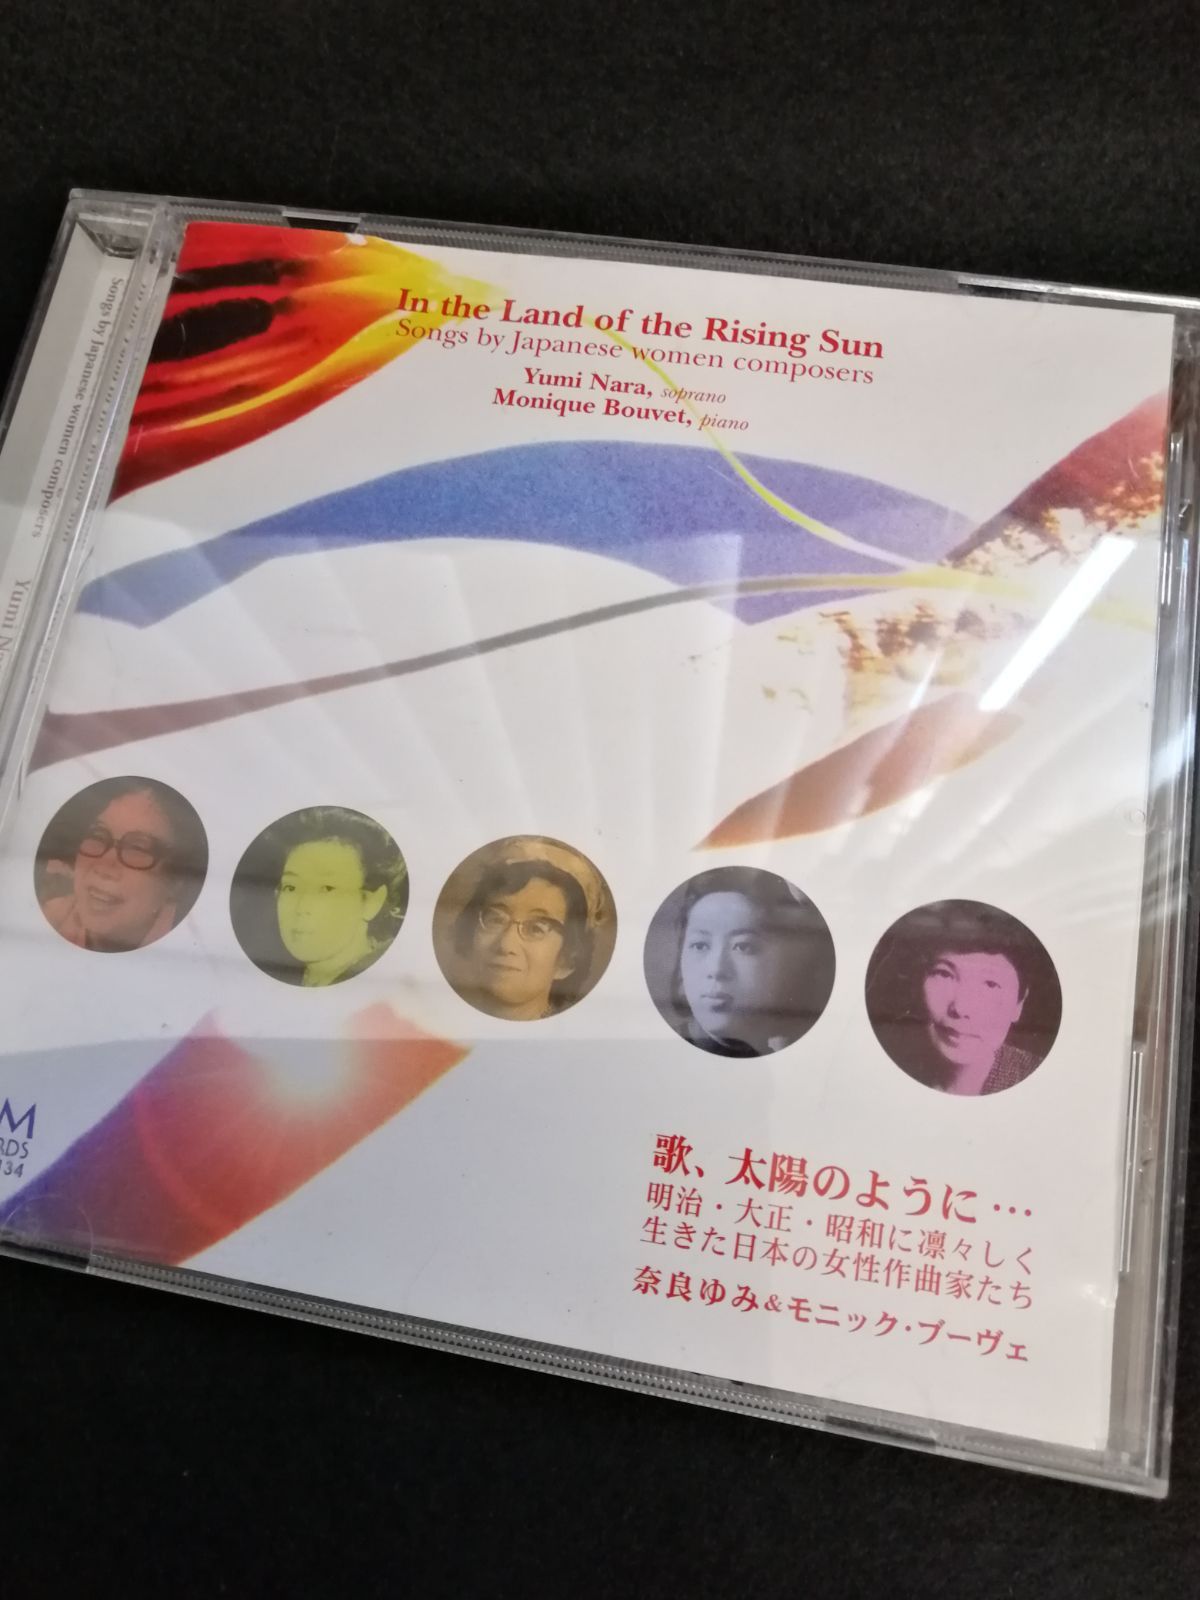 In the Land of the Rising Sun
Songs by Japanese women composers
Yumi Nara, soprano
Monique Bouvet, piano
Songs by Japanese women composers
Yumi
M
RDS
134
歌、太陽のように…
明治・大正・昭和に凛々しく
生きた日本の女性作曲家たち
奈良ゆみ&モニック・ブーヴェ